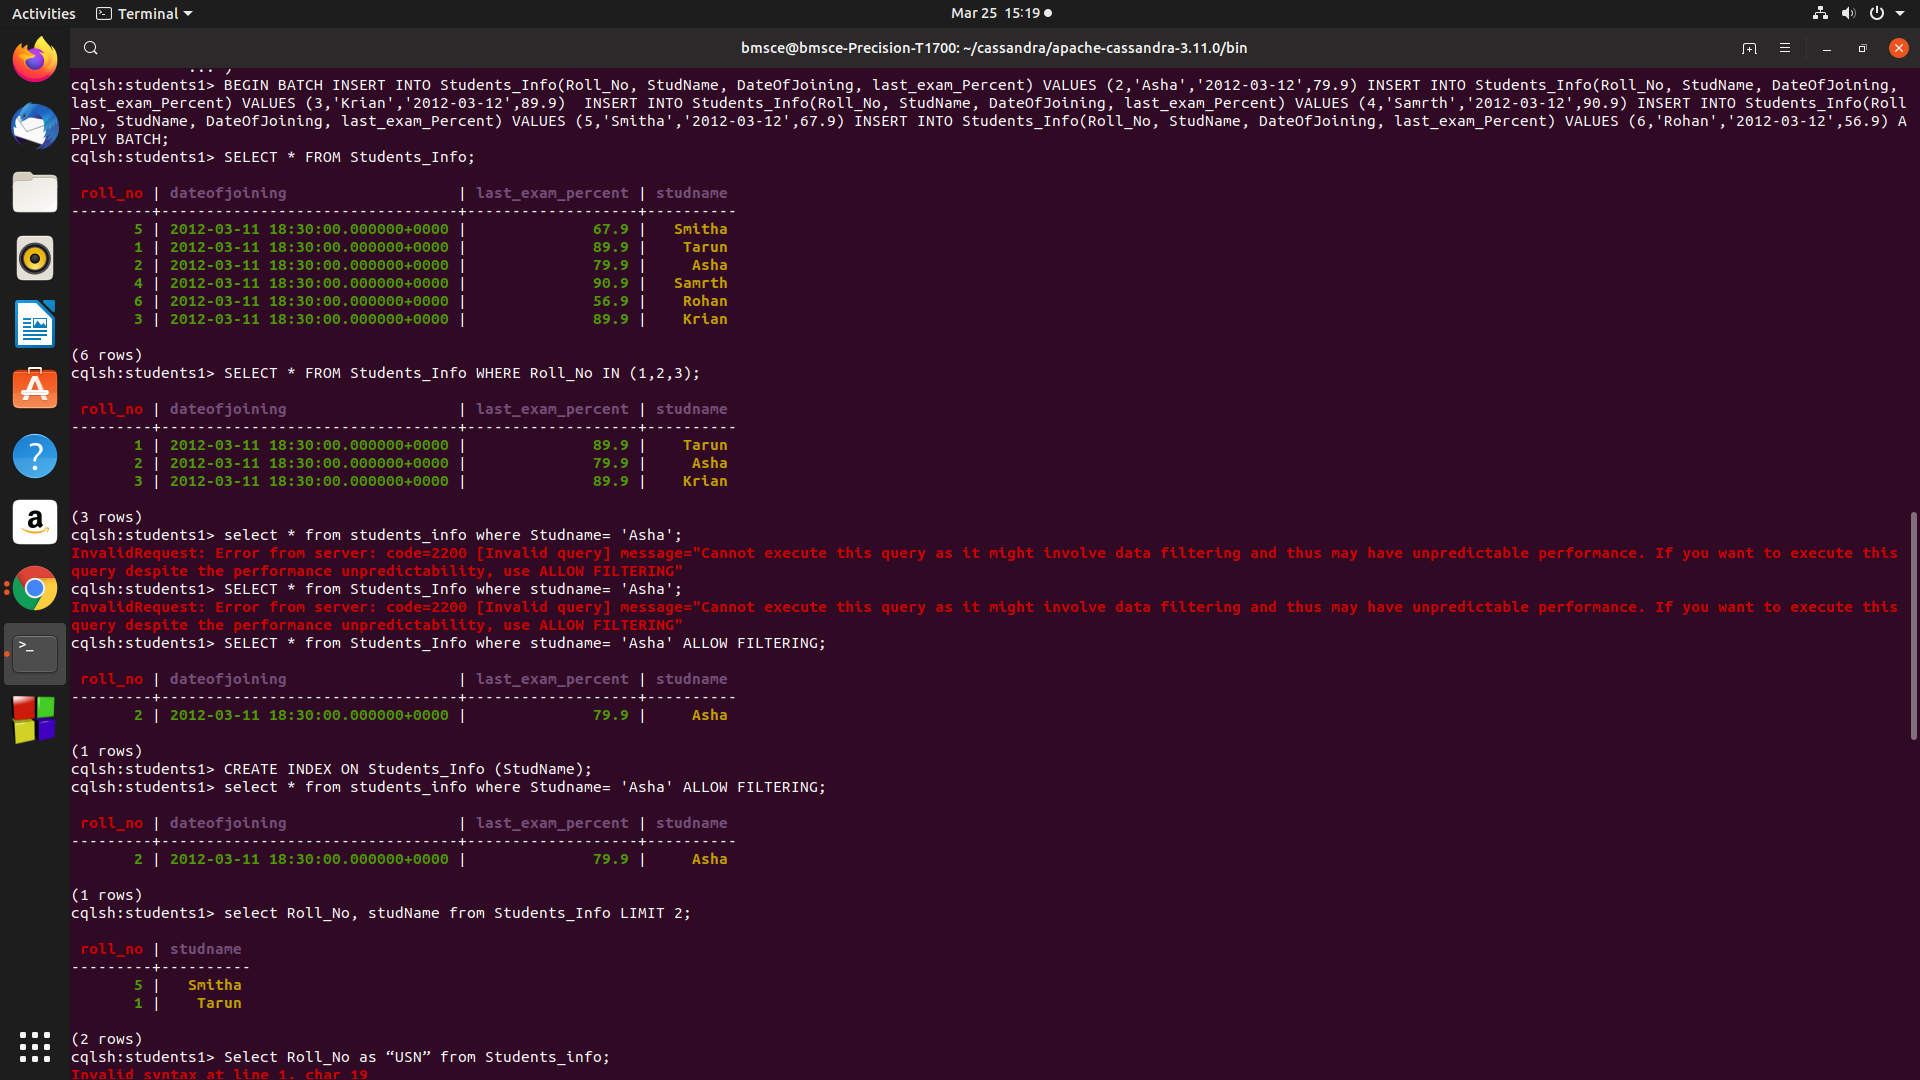 Activities Terminal Mar 25 15:19
bmsce@bmsce-Precision-T1700: ~/cassandra/apache-cassandra-3.11.0/bin
... )
cqlsh:students1> BEGIN BATCH INSERT INTO Students_Info(Roll_No, StudName, DateOfJoining, last_exam_Percent) VALUES (2,'Asha','2012-03-12',79.9) INSERT INTO Students_Info(Roll_No, StudName, DateOfJoining,
last_exam_Percent) VALUES (3,'Krian','2012-03-12',89.9)  INSERT INTO Students_Info(Roll_No, StudName, DateOfJoining, last_exam_Percent) VALUES (4,'Samrth','2012-03-12',90.9) INSERT INTO Students_Info(Roll
_No, StudName, DateOfJoining, last_exam_Percent) VALUES (5,'Smitha','2012-03-12',67.9) INSERT INTO Students_Info(Roll_No, StudName, DateOfJoining, last_exam_Percent) VALUES (6,'Rohan','2012-03-12',56.9) A
PPLY BATCH;
cqlsh:students1> SELECT * FROM Students_Info;
 roll_no | dateofjoining                   | last_exam_percent | studname
---------+---------------------------------+-------------------+----------
       5 | 2012-03-11 18:30:00.000000+0000 |              67.9 |   Smitha
       1 | 2012-03-11 18:30:00.000000+0000 |              89.9 |    Tarun
       2 | 2012-03-11 18:30:00.000000+0000 |              79.9 |     Asha
       4 | 2012-03-11 18:30:00.000000+0000 |              90.9 |   Samrth
       6 | 2012-03-11 18:30:00.000000+0000 |              56.9 |    Rohan
       3 | 2012-03-11 18:30:00.000000+0000 |              89.9 |    Krian
(6 rows)
cqlsh:students1> SELECT * FROM Students_Info WHERE Roll_No IN (1,2,3);
 roll_no | dateofjoining                   | last_exam_percent | studname
---------+---------------------------------+-------------------+----------
       1 | 2012-03-11 18:30:00.000000+0000 |              89.9 |    Tarun
       2 | 2012-03-11 18:30:00.000000+0000 |              79.9 |     Asha
       3 | 2012-03-11 18:30:00.000000+0000 |              89.9 |    Krian
(3 rows)
cqlsh:students1> select * from students_info where Studname= 'Asha';
InvalidRequest: Error from server: code=2200 [Invalid query] message="Cannot execute this query as it might involve data filtering and thus may have unpredictable performance. If you want to execute this
query despite the performance unpredictability, use ALLOW FILTERING"
cqlsh:students1> SELECT * from Students_Info where studname= 'Asha';
InvalidRequest: Error from server: code=2200 [Invalid query] message="Cannot execute this query as it might involve data filtering and thus may have unpredictable performance. If you want to execute this
query despite the performance unpredictability, use ALLOW FILTERING"
cqlsh:students1> SELECT * from Students_Info where studname= 'Asha' ALLOW FILTERING;
 roll_no | dateofjoining                   | last_exam_percent | studname
---------+---------------------------------+-------------------+----------
       2 | 2012-03-11 18:30:00.000000+0000 |              79.9 |     Asha
(1 rows)
cqlsh:students1> CREATE INDEX ON Students_Info (StudName);
cqlsh:students1> select * from students_info where Studname= 'Asha' ALLOW FILTERING;
 roll_no | dateofjoining                   | last_exam_percent | studname
---------+---------------------------------+-------------------+----------
       2 | 2012-03-11 18:30:00.000000+0000 |              79.9 |     Asha
(1 rows)
cqlsh:students1> select Roll_No, studName from Students_Info LIMIT 2;
 roll_no | studname
---------+----------
       5 |   Smitha
       1 |    Tarun
(2 rows)
cqlsh:students1> Select Roll_No as “USN” from Students_info;
Invalid syntax at line 1, char 19